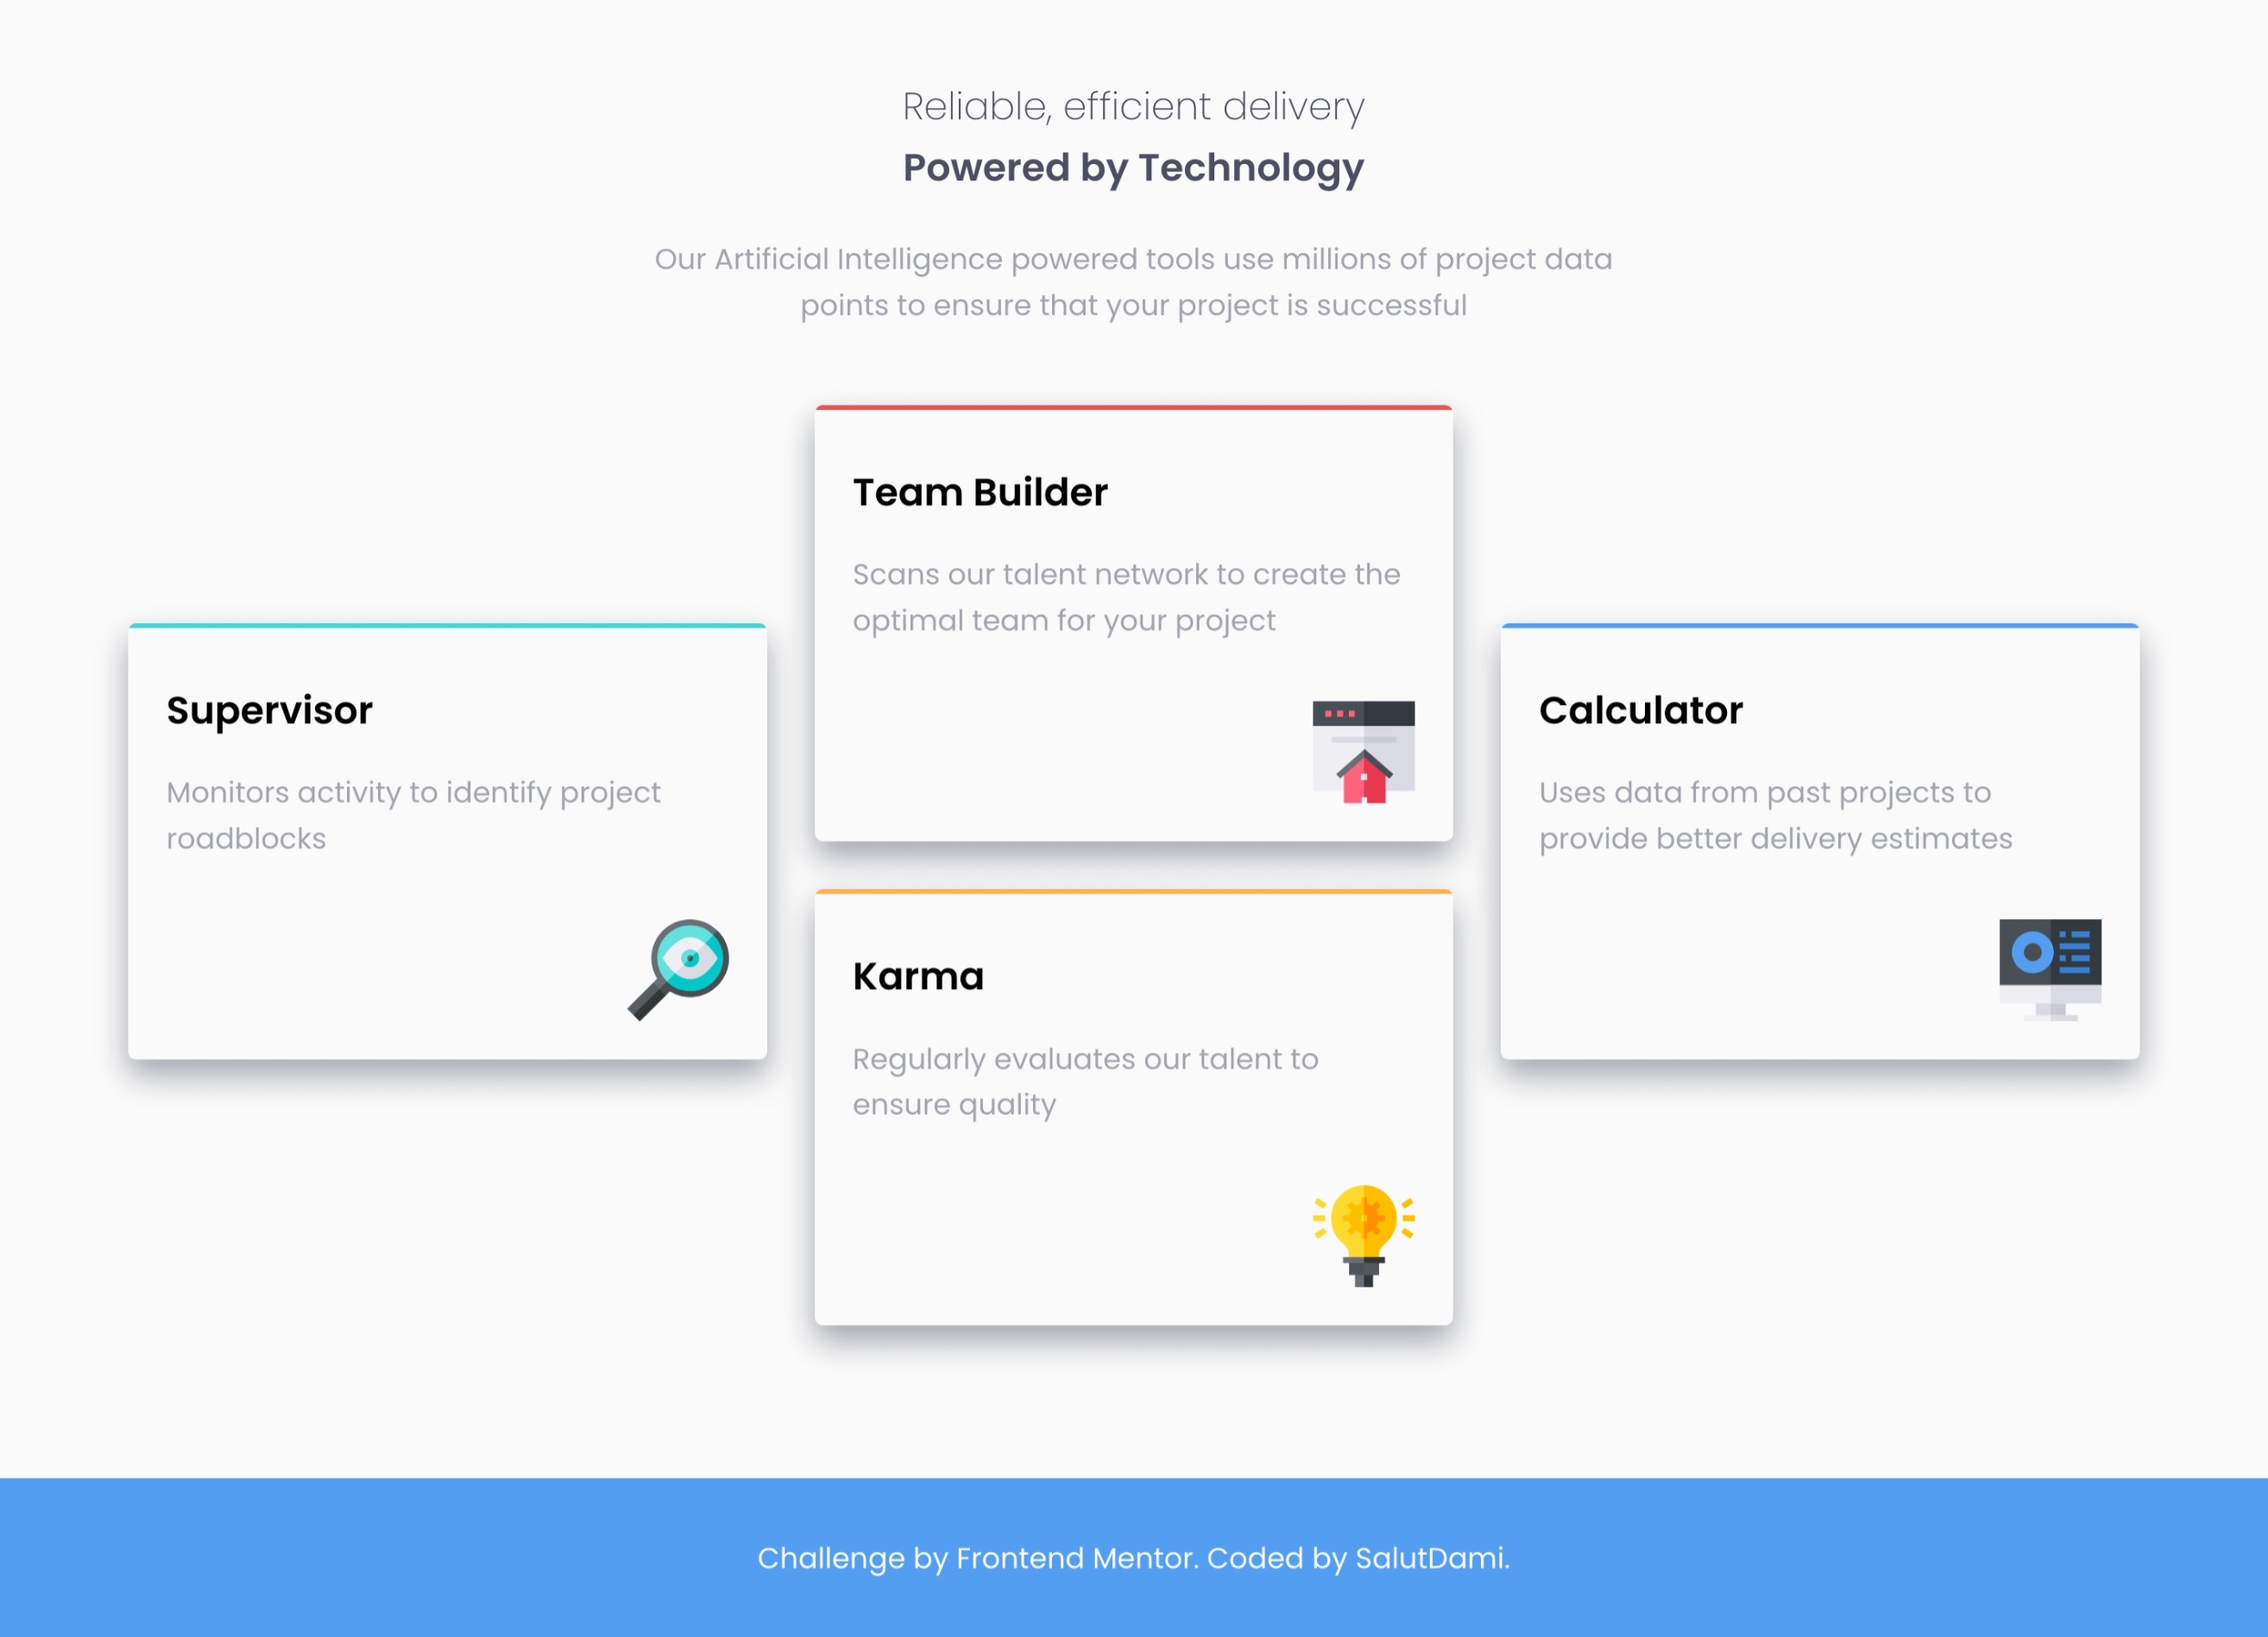 Reliable, efficient delivery
Powered by Technology
Our Artificial Intelligence powered tools use millions of project data
points to ensure that your project is successful
Supervisor
Monitors activity to identify project
roadblocks
Team Builder
Scans our talent network to create the
optimal team for your project
Karma
Regularly evaluates our talent to
ensure quality
Calculator
Uses data from past projects to
provide better delivery estimates
Challenge by Frontend Mentor. Coded by SalutDami.